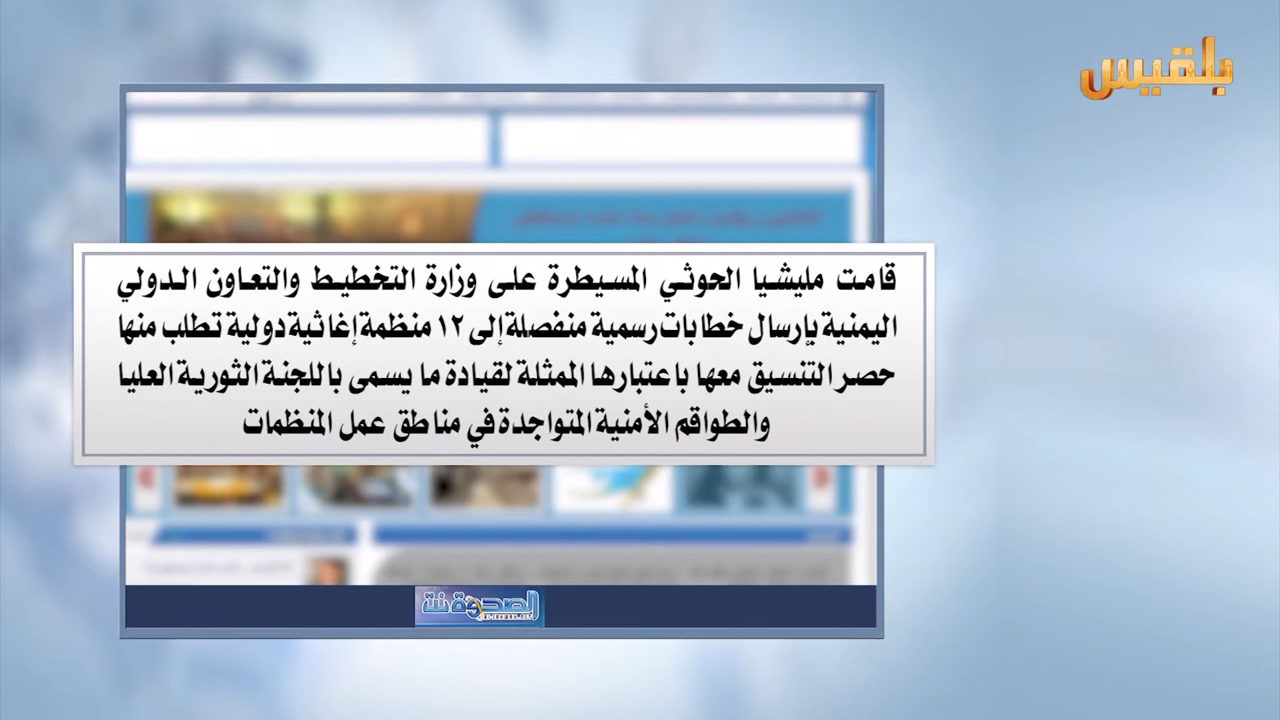 بلقيس
قامت مليشيا الحوثي المسيطرة على وزارة التخطيط والتعاون الدولي
اليمنية بإرسال خطابات رسمية منفصلة إلى ١٢ منظمة إغاثية دولية تطلب منها
حصر التنسيق معها باعتبارها الممثلة لقيادة ما يسمى باللجنة الثورية العليا
والطواقم الأمنية المتواجدة في مناطق عمل المنظمات
الصحوة نت